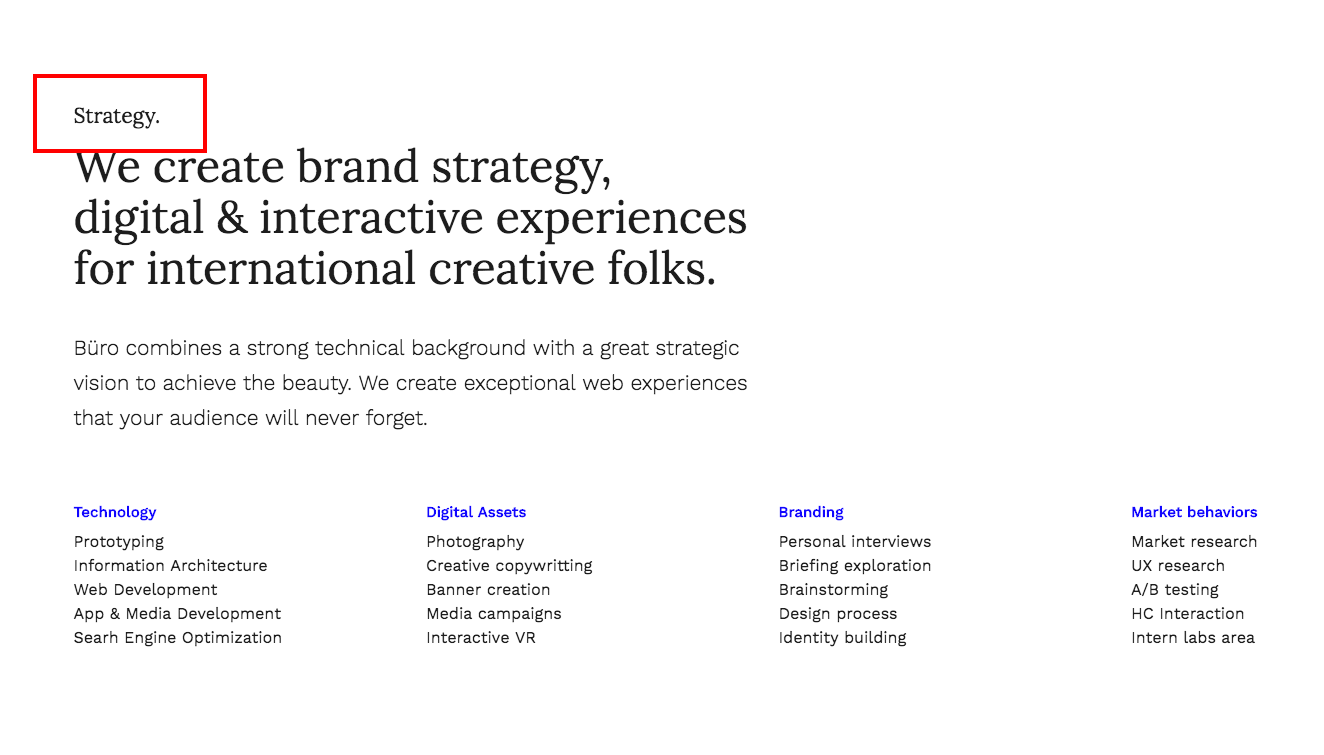 Strategy.
We create brand strategy,
digital & interactive experiences
for international creative folks.
Büro combines a strong technical background with a great strategic
vision to achieve the beauty. We create exceptional web experiences
that your audience will never forget.
Technology
Prototyping
Information Architecture
Web Development
App & Media Development
Searh Engine Optimization
Digital Assets
Photography
Creative copywritting
Banner creation
Media campaigns
Interactive VR
Branding
Personal interviews
Briefing exploration
Brainstorming
Design process
Identity building
Market behaviors
Market research
UX research
A/B testing
HC Interaction
Intern labs area